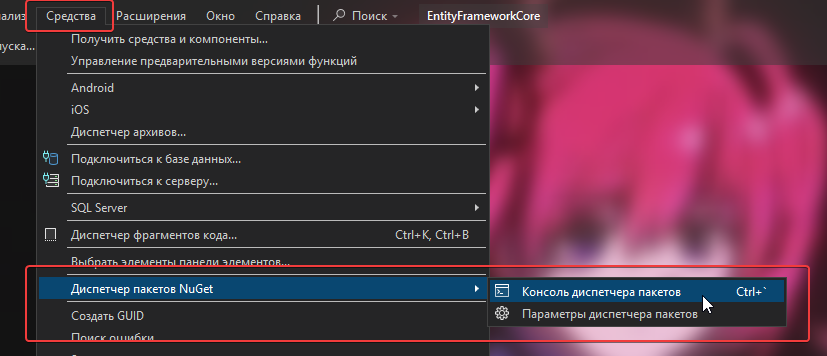 Средства Расширения Окно Справка Поиск EntityFrameworkCore
Получить средства и компоненты...
Управление предварительными версиями функций
Android
iOS
Диспетчер архивов...
Подключиться к базе данных...
Подключиться к серверу...
SQL Server
Диспетчер фрагментов кода... Ctrl+K, Ctrl+B
Выбрать элементы панели элементов...
Диспетчер пакетов NuGet
Консоль диспетчера пакетов Ctrl+`
Параметры диспетчера пакетов
Создать GUID
Поиск ошибки